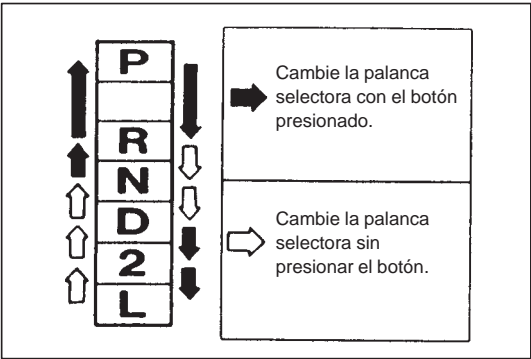 P
R
N
D
2
L
Cambie la palanca
selectora con el botón
presionado.
Cambie la palanca
selectora sin
presionar el botón.